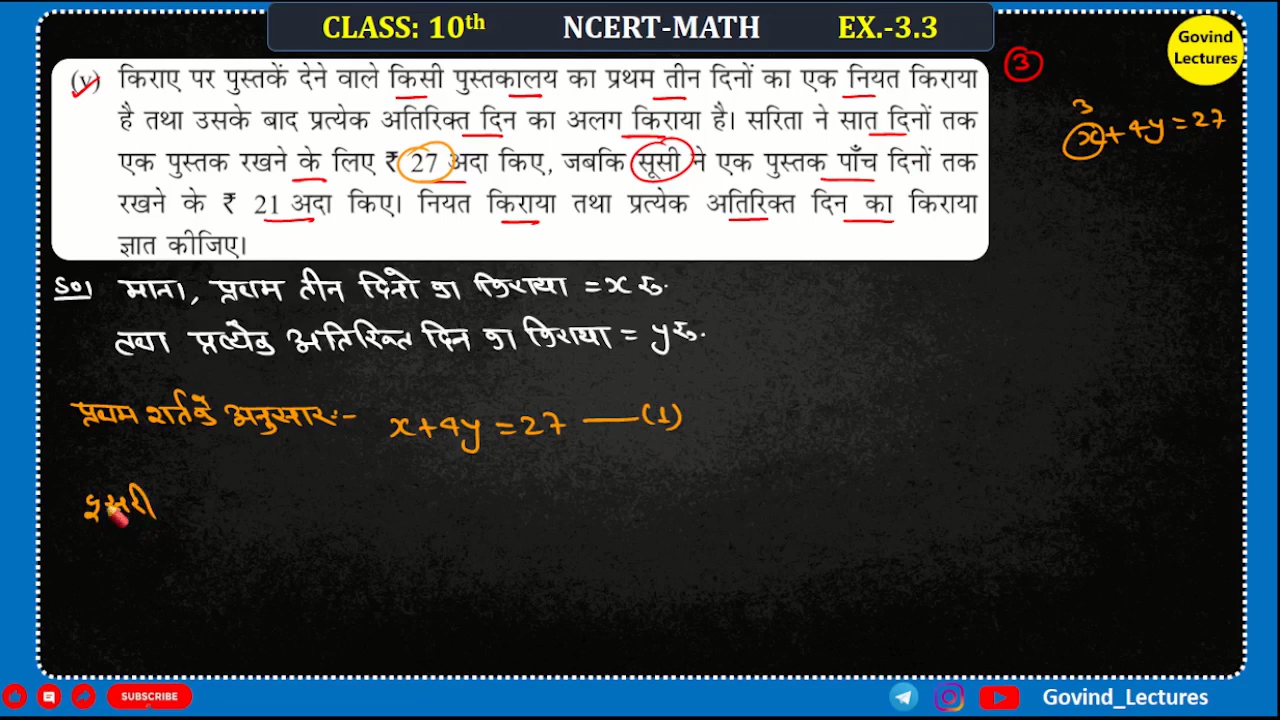 CLASS: 10th NCERT-MATH EX.-3.3
Govind
Lectures
(v) किराए पर पुस्तकें देने वाले किसी पुस्तकालय का प्रथम तीन दिनों का एक नियत किराया
है तथा उसके बाद प्रत्येक अतिरिक्त दिन का अलग किराया है। सरिता ने सात दिनों तक
एक पुस्तक रखने के लिए ₹ 27 अदा किए, जबकि सूसी ने एक पुस्तक पाँच दिनों तक
रखने के ₹ 21 अदा किए। नियत किराया तथा प्रत्येक अतिरिक्त दिन का किराया
ज्ञात कीजिए।
3
3
x+4y=27
Sol माना, प्रथम तीन दिनों का किराया =x रु.
तथा प्रत्येक अतिरिक्त दिन का किराया = y रु.
प्रथम शर्त के अनुसार:- x+4y =27 —(1)
दूसरी
SUBSCRIBE
Govind_Lectures